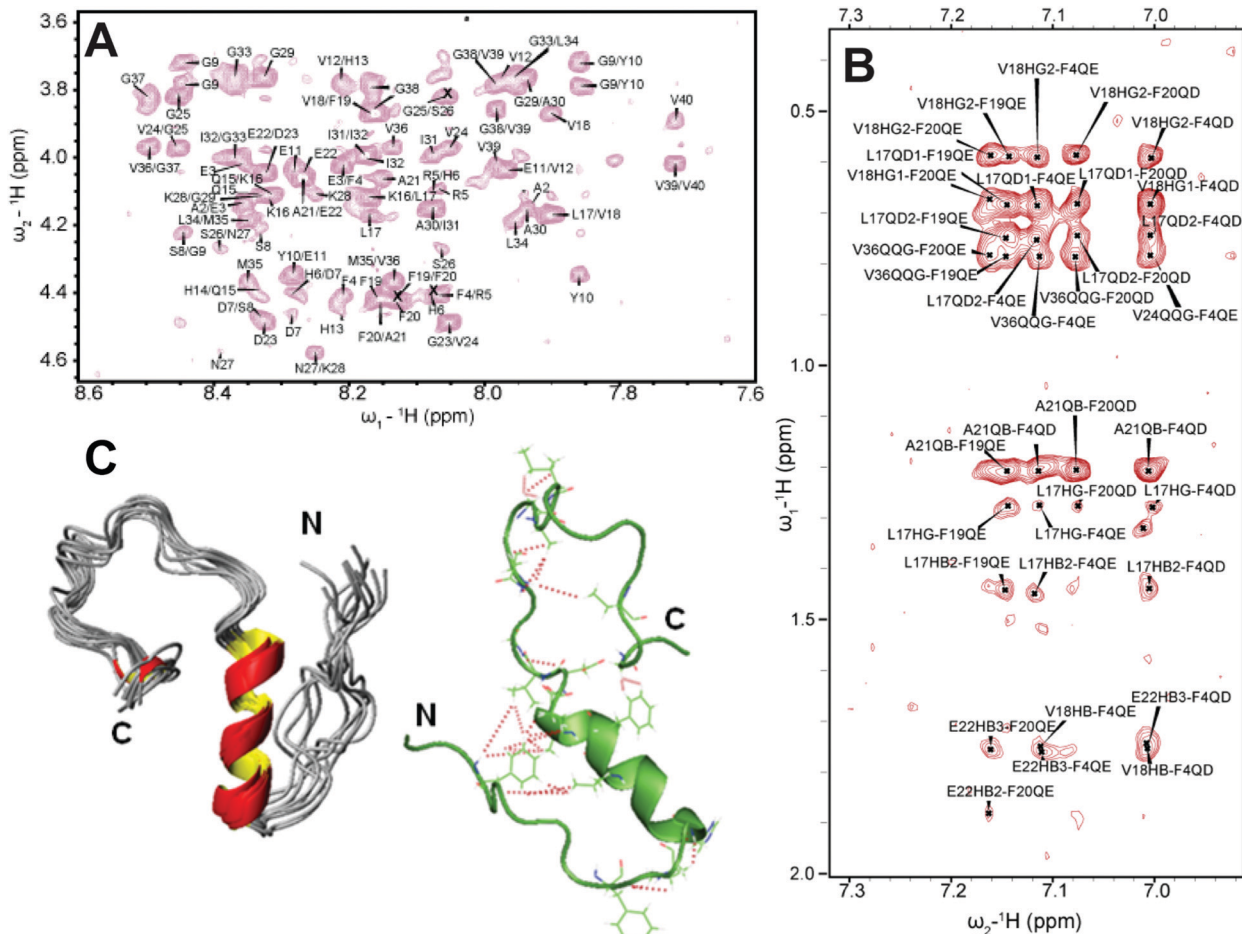 A
3.6
3.8
4.0
4.2
4.4
4.6
8.6
8.4
8.2
8.0
7.8
7.6
ω2 - 1H (ppm)
ω1 - 1H (ppm)
G9
G33
G29
V12/H13
G38/V39
V12
G33/L34
G9/Y10
G37
G9
G25
V18/F19
G38
G25/S26
G29/A30
G9/Y10
V40
V24/G25
I32/G33
E22/D23
E11
E22
I31/I32
V36
I31
V24
G38/V39
V18
V36/G37
E3
Q15/K16
I32
V39
E11/V12
V39/V40
Q15
K28/G29
A2/E3
K16
A21/E22
K28
E3/F4
A21
K16/L17
R5/H6
R5
A2
L34/M35
S26/N27
S8
L17
A30/I31
L34
A30
L17/V18
S8/G9
M35
Y10/E11
H6/D7
M35/V36
F19/F20
S26
H14/Q15
F4
F19
F20
F4/R5
H6
Y10
D7/S8
D23
D7
H13
F20/A21
G23/V24
N27
N27/K28
B
7.3
7.2
7.1
7.0
0.5
1.0
1.5
2.0
ω1-1H (ppm)
V18HG2-F4QE
V18HG2-F19QE
V18HG2-F20QD
V18HG2-F20QE
V18HG2-F4QD
L17QD1-F19QE
L17QD1-F4QE
L17QD1-F20QD
V18HG1-F20QE
V18HG1-F4QD
L17QD2-F19QE
L17QD2-F4QD
V36QQG-F20QE
V36QQG-F19QE
L17QD2-F20QD
L17QD2-F4QE
V36QQG-F20QD
V36QQG-F4QE
V24QQG-F4QE
A21QB-F20QD
A21QB-F4QD
A21QB-F19QE
A21QB-F4QD
L17HG-F20QD
L17HG-F4QD
L17HG-F19QE
L17HG-F4QE
L17HB2-F19QE
L17HB2-F4QE
L17HB2-F4QD
E22HB3-F4QD
E22HB3-F20QE
V18HB-F4QE
E22HB3-F4QE
V18HB-F4QD
E22HB2-F20QE
7.3
7.2
7.1
7.0
ω2-1H (ppm)
C
N
C
N
C